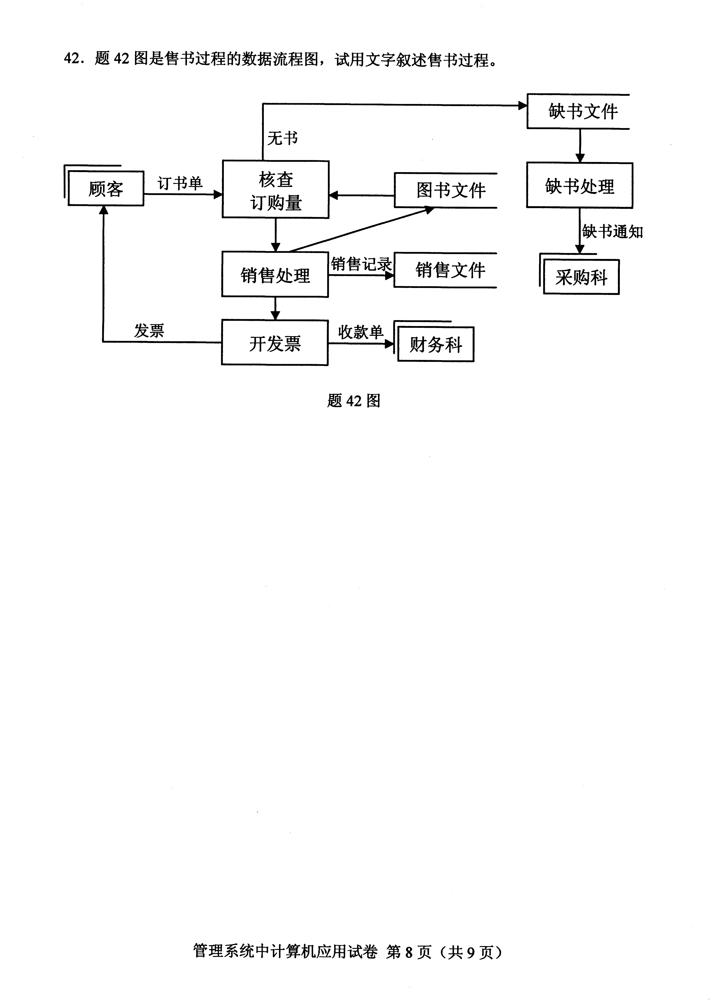 42. 题 42 图是售书过程的数据流程图，试用文字叙述售书过程。
缺书文件
无书
顾客
订书单
核查
订购量
图书文件
缺书处理
缺书通知
销售处理
销售记录
销售文件
采购科
发票
开发票
收款单
财务科
题 42 图
管理系统中计算机应用试卷 第 8 页（共 9 页）